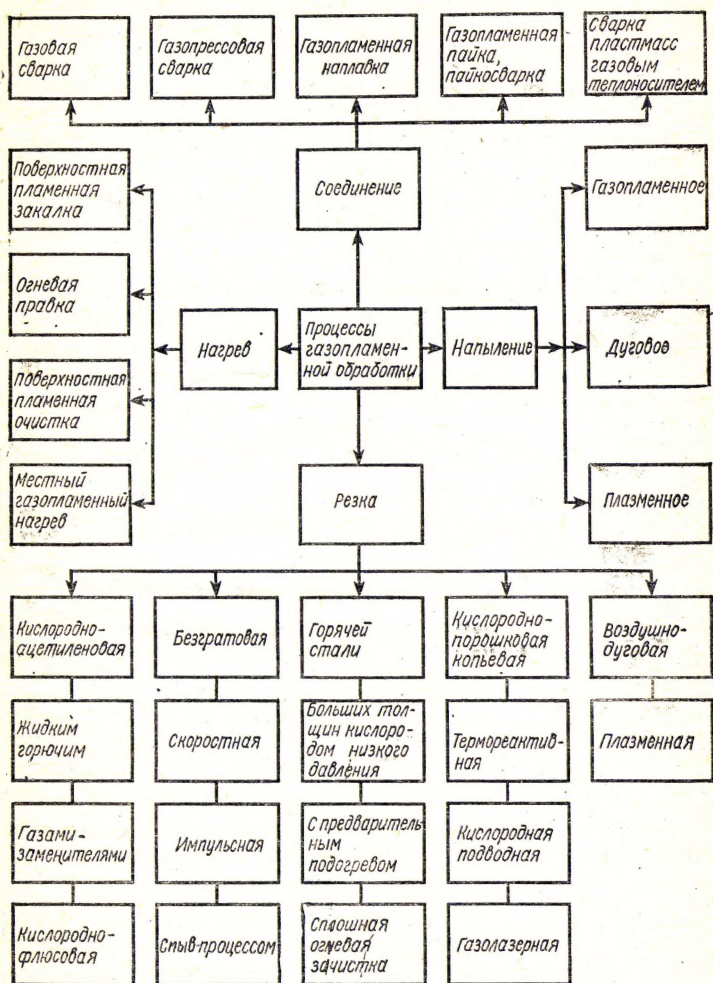 Газовая
сварка
Газопрессовая
сварка
Газопламенная
наплавка
Газопламенная
пайка,
пайкосварка
Сварка
пластмасс
газовым
теплоносителем
Поверхностная
пламенная
закалка
Соединение
Газопламенное
Огневая
правка
Нагрев
Процессы
газопламен-
ной обработки
Напыление
Дуговов
Поверхностная
пламенная
очистка
Местный
газопламенный
нагрев
Резка
Плазменное
Кислородно-
ацетиленовая
Безгратовая
Горячей
стали
Кислородно-
порошковая
копьевая
Воздушно-
дуговая
Жидким
горючим
Скоростная
Больших тол-
щин кислоро-
дом низкого
давления
Термореактив-
ная
Плазменная
Газами-
заменителями
Импульсная
С предваритель-
ным
подогревом
Кислородная
подводная
Кислородно-
флюсовая
Смыв-процессом
Сплошная
огневая
зачистка
Газолазерная